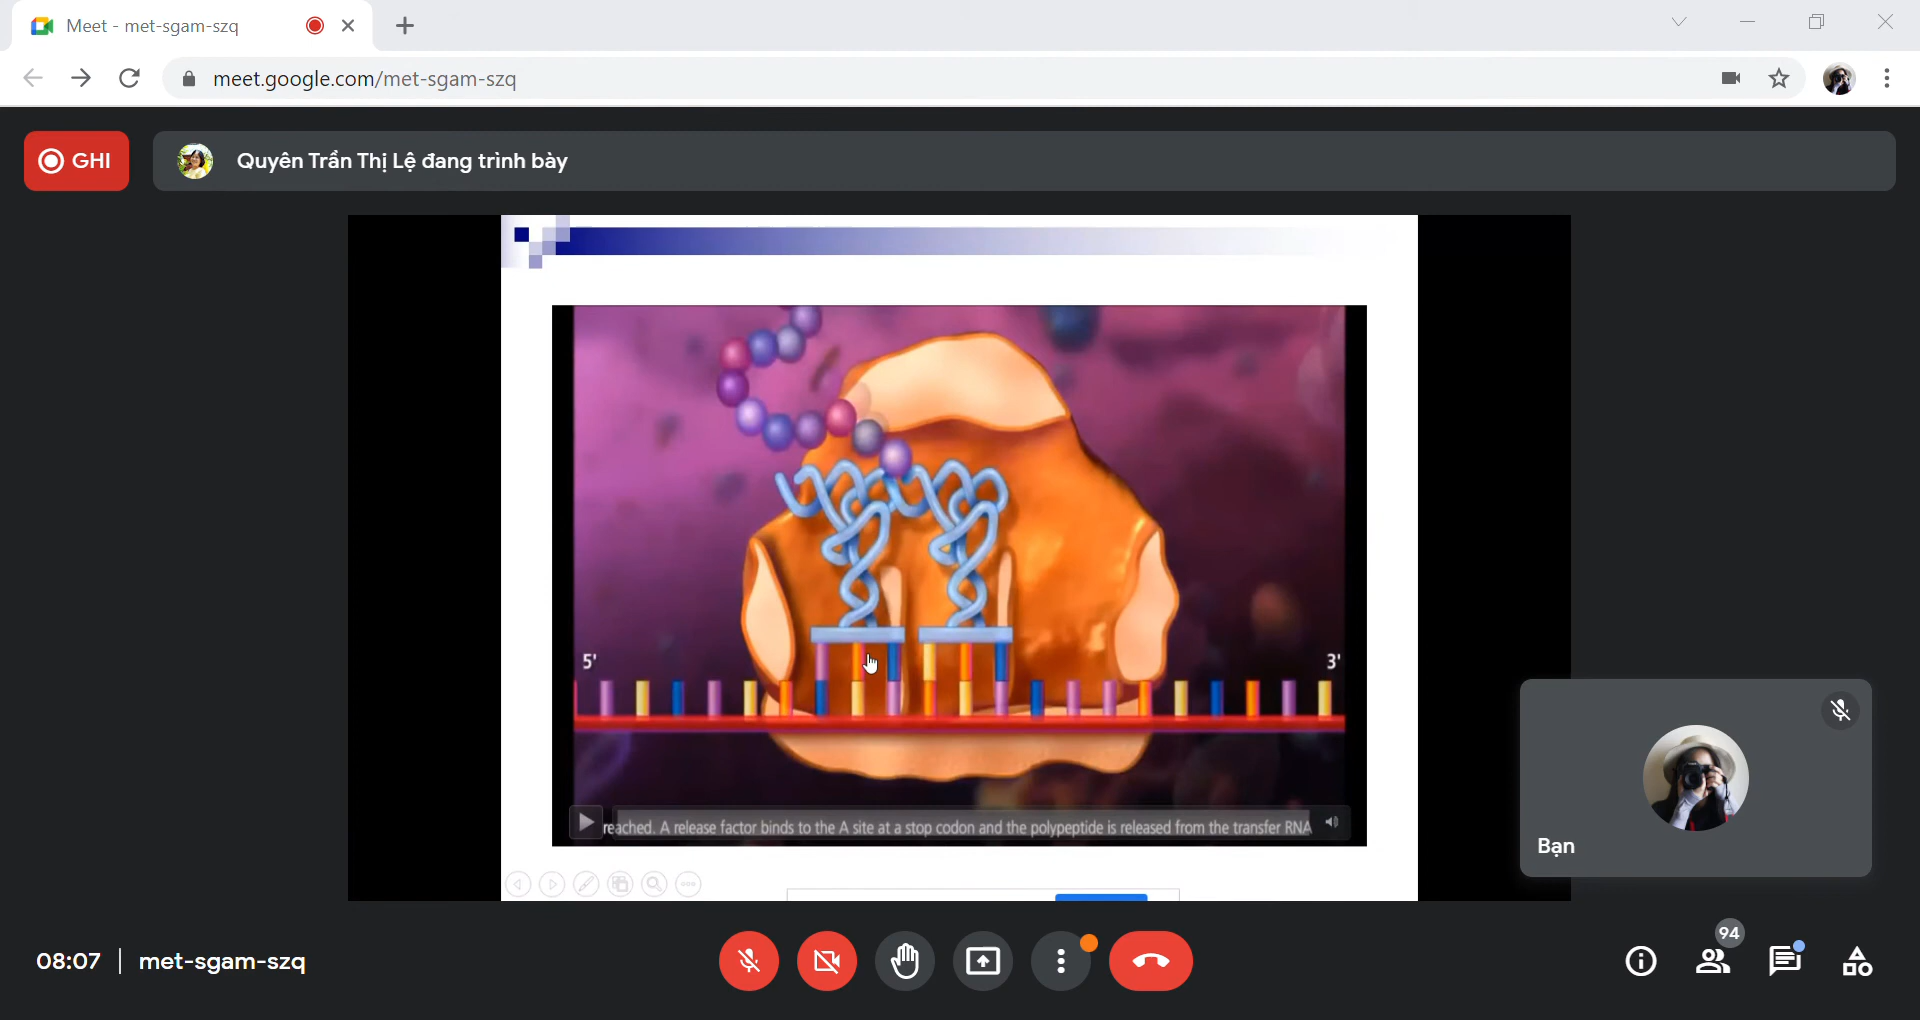 Meet - met-sgam-szq
meet.google.com/met-sgam-szq
GHI
Quyên Trần Thị Lệ đang trình bày
5'
3'
reached. A release factor binds to the A site at a stop codon and the polypeptide is released from the transfer RNA
Bạn
08:07
met-sgam-szq
94